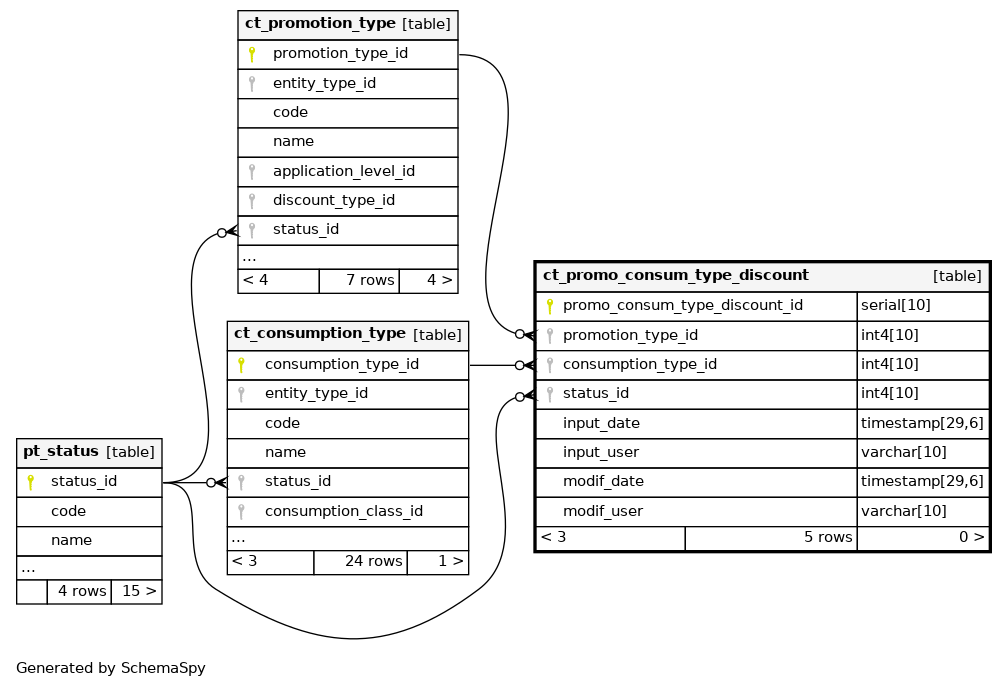 ct_promotion_type [table]
promotion_type_id
entity_type_id
code
name
application_level_id
discount_type_id
status_id
...
< 4 7 rows 4 >
ct_promo_consum_type_discount [table]
promo_consum_type_discount_id serial[10]
promotion_type_id int4[10]
consumption_type_id int4[10]
status_id int4[10]
input_date timestamp[29,6]
input_user varchar[10]
modif_date timestamp[29,6]
modif_user varchar[10]
< 3 5 rows 0 >
ct_consumption_type [table]
consumption_type_id
entity_type_id
code
name
status_id
consumption_class_id
...
< 3 24 rows 1 >
pt_status [table]
status_id
code
name
...
4 rows 15 >
Generated by SchemaSpy